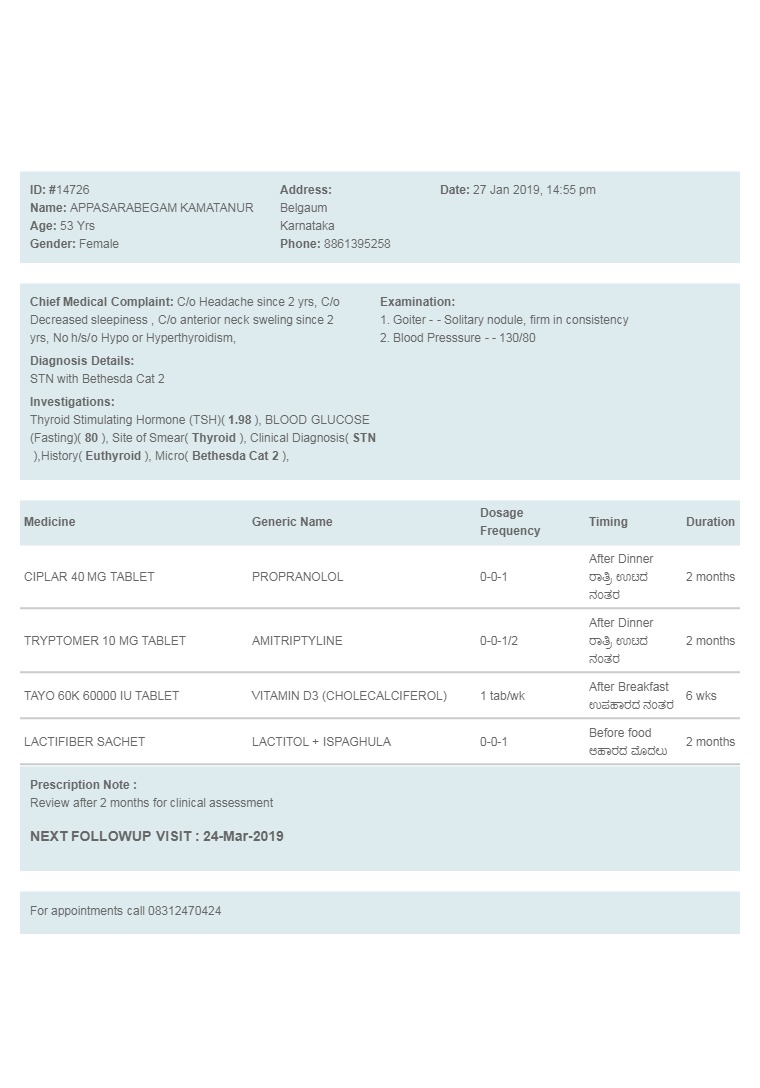 ID: #14726
Name: APPASARABEGAM KAMATANUR
Age: 53 Yrs
Gender: Female
Address:
Belgaum
Karnataka
Phone: 8861395258
Date: 27 Jan 2019, 14:55 pm
Chief Medical Complaint: C/o Headache since 2 yrs, C/o
Decreased sleepiness , C/o anterior neck sweling since 2
yrs, No h/s/o Hypo or Hyperthyroidism,
Diagnosis Details:
STN with Bethesda Cat 2
Investigations:
Thyroid Stimulating Hormone (TSH)( 1.98 ), BLOOD GLUCOSE
(Fasting)( 80 ), Site of Smear( Thyroid ), Clinical Diagnosis( STN
),History( Euthyroid ), Micro( Bethesda Cat 2 ),
Examination:
1. Goiter - - Solitary nodule, firm in consistency
2. Blood Presssure - - 130/80
Medicine Generic Name Dosage Frequency Timing Duration
CIPLAR 40 MG TABLET PROPRANOLOL 0-0-1 After Dinner ರಾತ್ರಿ ಊಟದ ನಂತರ 2 months
TRYPTOMER 10 MG TABLET AMITRIPTYLINE 0-0-1/2 After Dinner ರಾತ್ರಿ ಊಟದ ನಂತರ 2 months
TAYO 60K 60000 IU TABLET VITAMIN D3 (CHOLECALCIFEROL) 1 tab/wk After Breakfast ಉಪಹಾರದ ನಂತರ 6 wks
LACTIFIBER SACHET LACTITOL + ISPAGHULA 0-0-1 Before food ಆಹಾರದ ಮೊದಲು 2 months
Prescription Note :
Review after 2 months for clinical assessment
NEXT FOLLOWUP VISIT : 24-Mar-2019
For appointments call 08312470424